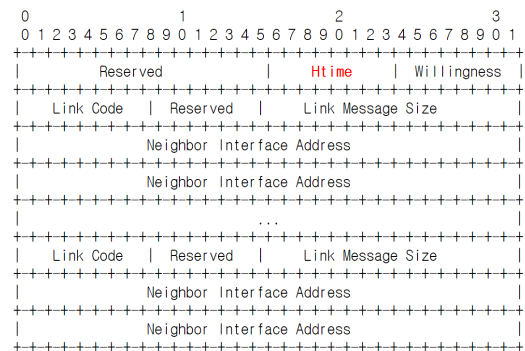 0 1 2 3
0 1 2 3 4 5 6 7 8 9 0 1 2 3 4 5 6 7 8 9 0 1 2 3 4 5 6 7 8 9 0 1
+-+-+-+-+-+-+-+-+-+-+-+-+-+-+-+-+-+-+-+-+-+-+-+-+-+-+-+-+-+-+-+-+
| Reserved | Htime | Willingness |
+-+-+-+-+-+-+-+-+-+-+-+-+-+-+-+-+-+-+-+-+-+-+-+-+-+-+-+-+-+-+-+-+
| Link Code | Reserved | Link Message Size |
+-+-+-+-+-+-+-+-+-+-+-+-+-+-+-+-+-+-+-+-+-+-+-+-+-+-+-+-+-+-+-+-+
| Neighbor Interface Address |
+-+-+-+-+-+-+-+-+-+-+-+-+-+-+-+-+-+-+-+-+-+-+-+-+-+-+-+-+-+-+-+-+
| Neighbor Interface Address |
+-+-+-+-+-+-+-+-+-+-+-+-+-+-+-+-+-+-+-+-+-+-+-+-+-+-+-+-+-+-+-+-+
| ... |
+-+-+-+-+-+-+-+-+-+-+-+-+-+-+-+-+-+-+-+-+-+-+-+-+-+-+-+-+-+-+-+-+
| Link Code | Reserved | Link Message Size |
+-+-+-+-+-+-+-+-+-+-+-+-+-+-+-+-+-+-+-+-+-+-+-+-+-+-+-+-+-+-+-+-+
| Neighbor Interface Address |
+-+-+-+-+-+-+-+-+-+-+-+-+-+-+-+-+-+-+-+-+-+-+-+-+-+-+-+-+-+-+-+-+
| Neighbor Interface Address |
+-+-+-+-+-+-+-+-+-+-+-+-+-+-+-+-+-+-+-+-+-+-+-+-+-+-+-+-+-+-+-+-+